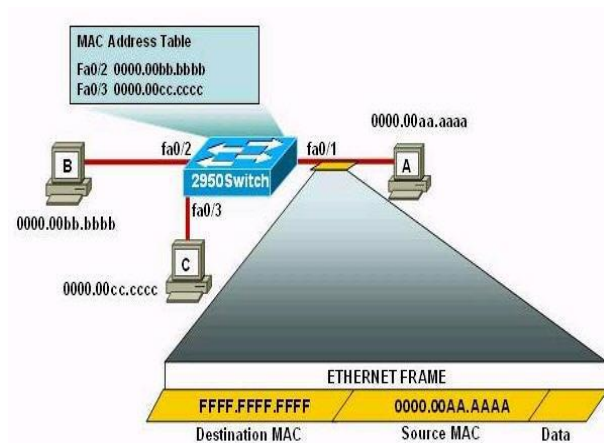 MAC Address Table
Fa0/2 0000.00bb.bbbb
Fa0/3 0000.00cc.cccc
0000.00aa.aaaa
fa0/2
fa0/1
B
A
2950Switch
fa0/3
0000.00bb.bbbb
C
0000.00cc.cccc
ETHERNET FRAME
FFFF.FFFF.FFFF
0000.00AA.AAAA
Destination MAC
Source MAC
Data